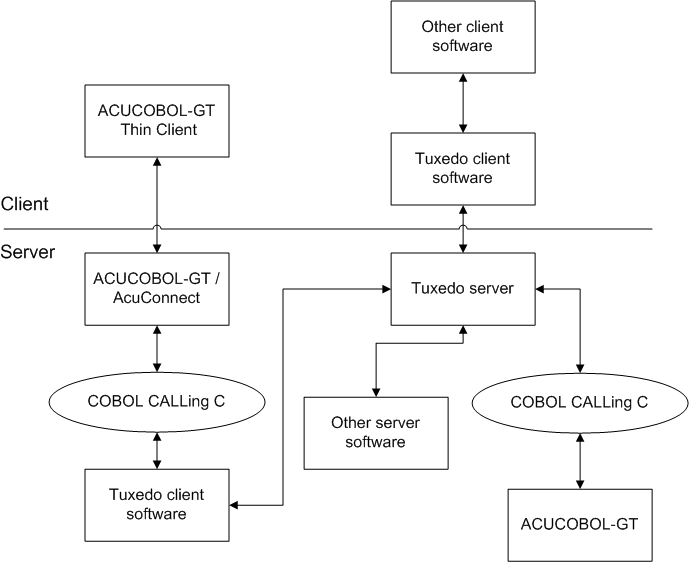 Other client
software
ACUCOBOL-GT
Thin Client
Tuxedo client
software
Client
Server
ACUCOBOL-GT /
AcuConnect
Tuxedo server
COBOL CALLing C
Other server
software
COBOL CALLing C
Tuxedo client
software
ACUCOBOL-GT